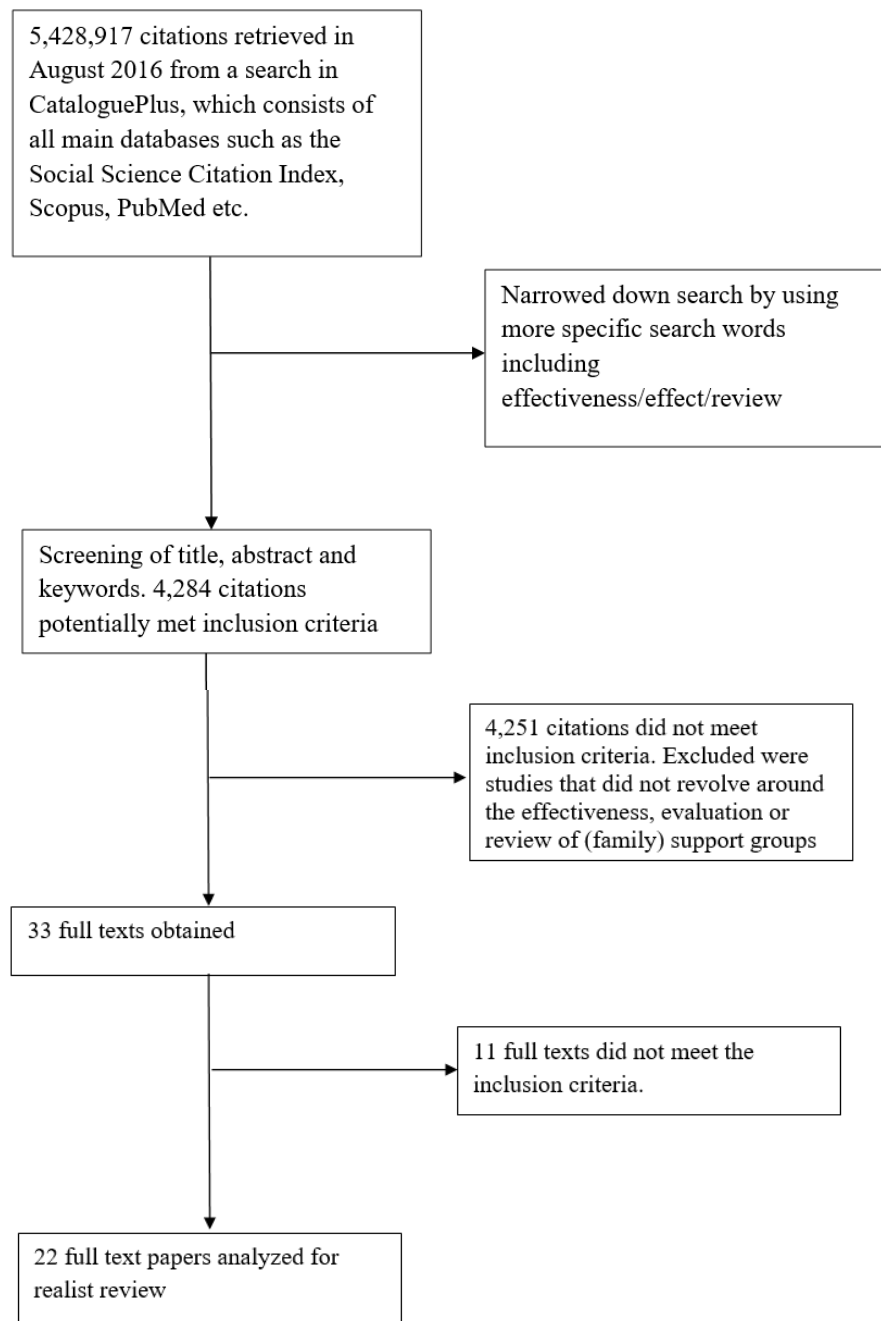 5,428,917 citations retrieved in
August 2016 from a search in
CataloguePlus, which consists of
all main databases such as the
Social Science Citation Index,
Scopus, PubMed etc.
Narrowed down search by using
more specific search words
including
effectiveness/effect/review
Screening of title, abstract and
keywords. 4,284 citations
potentially met inclusion criteria
4,251 citations did not meet
inclusion criteria. Excluded were
studies that did not revolve around
the effectiveness, evaluation or
review of (family) support groups
33 full texts obtained
11 full texts did not meet the
inclusion criteria.
22 full text papers analyzed for
realist review